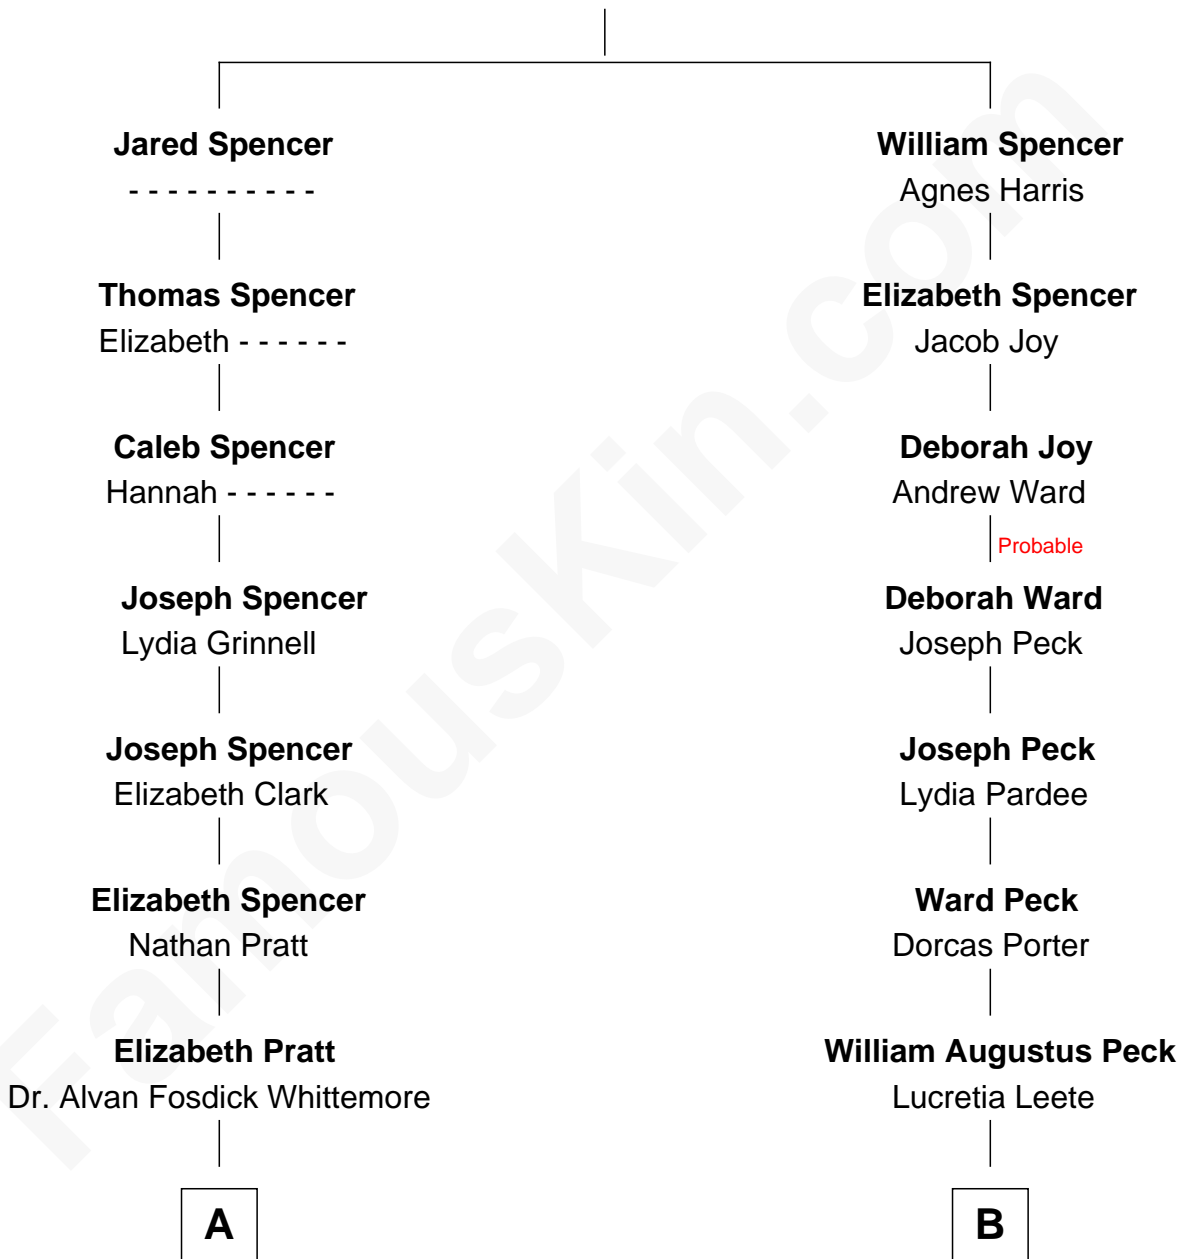 Jared Spencer
- - - - - - - - - -
Thomas Spencer
Elizabeth - - - - - -
Caleb Spencer
Hannah - - - - - -
Joseph Spencer
Lydia Grinnell
Joseph Spencer
Elizabeth Clark
Elizabeth Spencer
Nathan Pratt
Elizabeth Pratt
Dr. Alvan Fosdick Whittemore
A
William Spencer
Agnes Harris
Elizabeth Spencer
Jacob Joy
Deborah Joy
Andrew Ward
Probable
Deborah Ward
Joseph Peck
Joseph Peck
Lydia Pardee
Ward Peck
Dorcas Porter
William Augustus Peck
Lucretia Leete
B
FamousKin.com